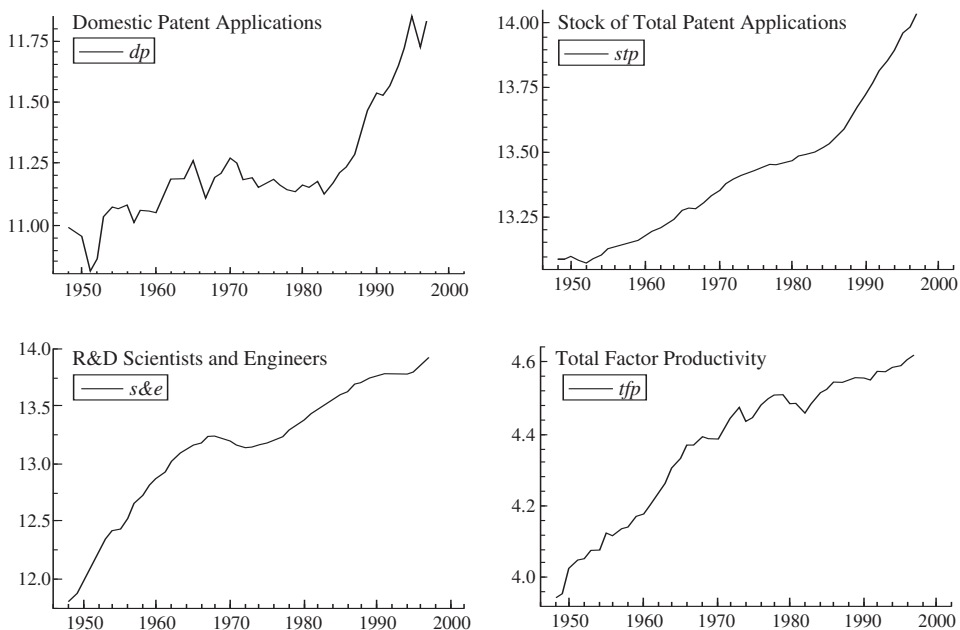 Domestic Patent Applications
dp
11.75
11.50
11.25
11.00
1950 1960 1970 1980 1990 2000
Stock of Total Patent Applications
stp
14.00
13.75
13.50
13.25
1950 1960 1970 1980 1990 2000
R&D Scientists and Engineers
s&e
14.0
13.5
13.0
12.5
12.0
1950 1960 1970 1980 1990 2000
Total Factor Productivity
tfp
4.6
4.4
4.2
4.0
1950 1960 1970 1980 1990 2000